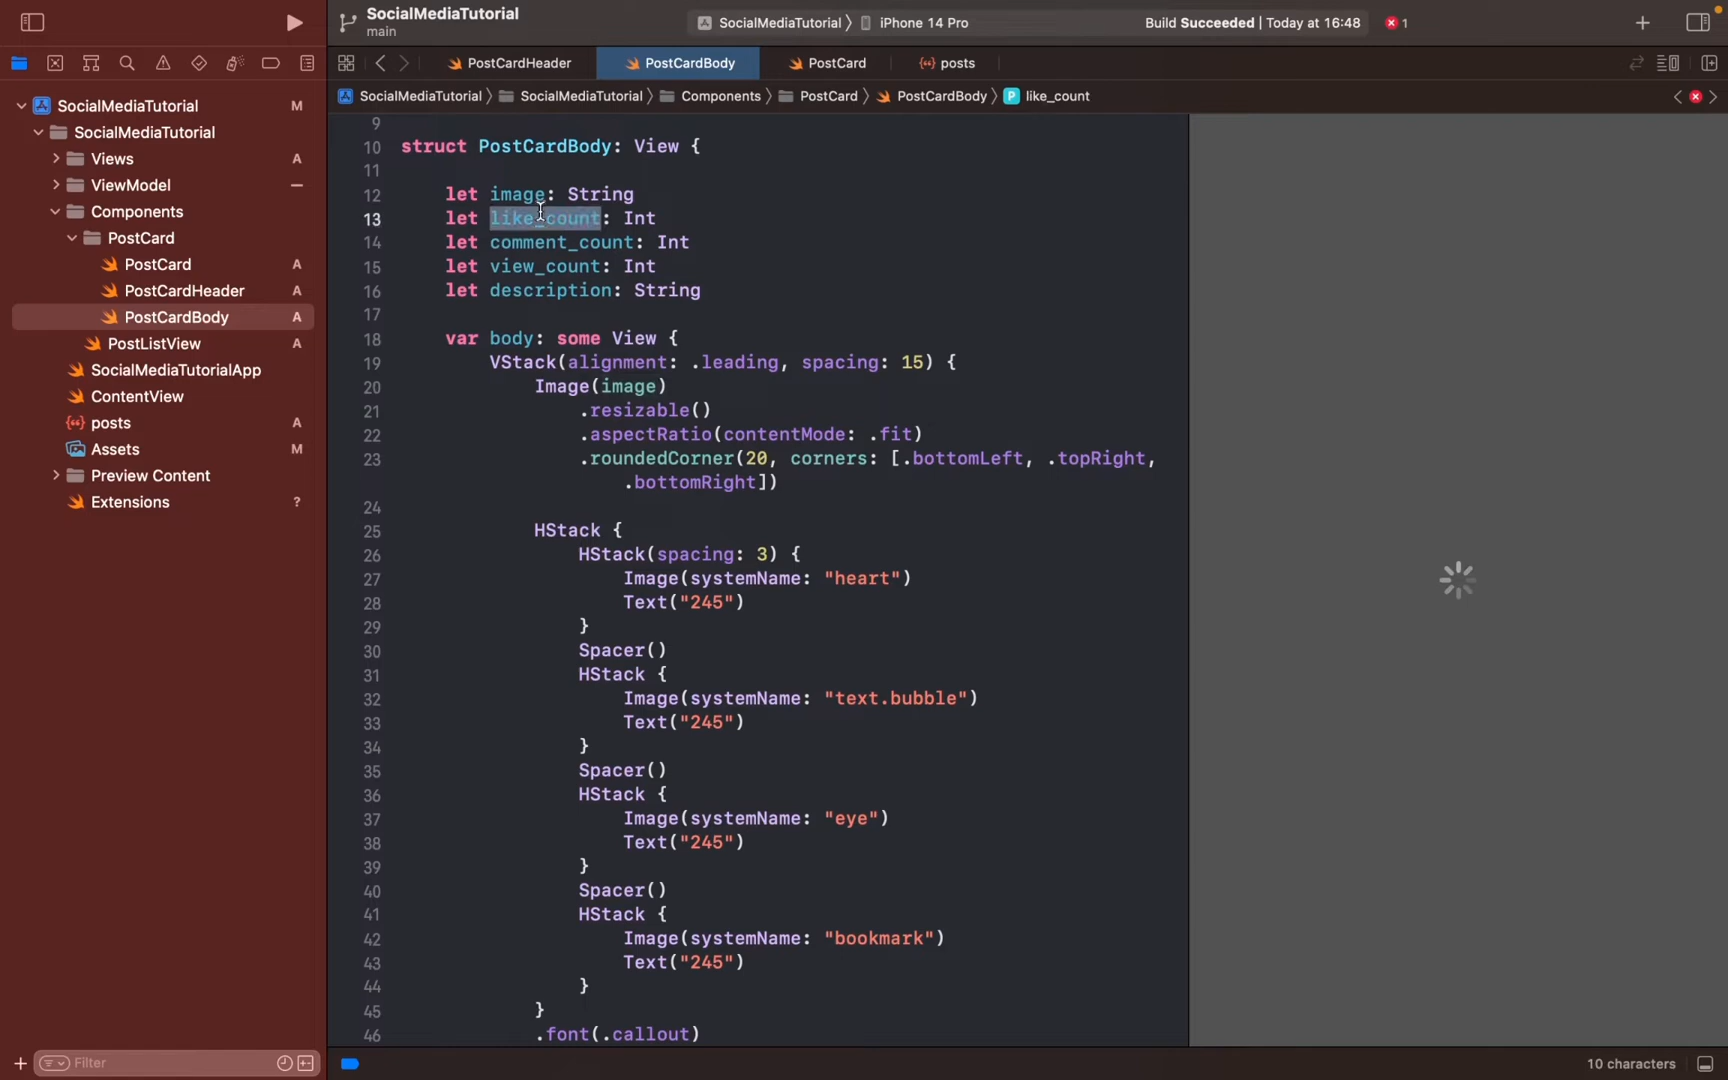 SocialMediaTutorial
main
SocialMediaTutorial 〉 iPhone 14 Pro
Build Succeeded | Today at 16:48
1
PostCardHeader
PostCardBody
PostCard
posts
SocialMediaTutorial 〉 SocialMediaTutorial 〉 Components 〉 PostCard 〉 PostCardBody 〉 P like_count
SocialMediaTutorial M
SocialMediaTutorial
Views A
ViewModel —
Components
PostCard
PostCard A
PostCardHeader A
PostCardBody A
PostListView A
SocialMediaTutorialApp
ContentView
posts A
Assets M
Preview Content
Extensions ?
Filter
9
10 struct PostCardBody: View {
11
12 let image: String
13 let like_count: Int
14 let comment_count: Int
15 let view_count: Int
16 let description: String
17
18 var body: some View {
19 VStack(alignment: .leading, spacing: 15) {
20 Image(image)
21 .resizable()
22 .aspectRatio(contentMode: .fit)
23 .roundedCorner(20, corners: [.bottomLeft, .topRight,
.bottomRight])
24
25 HStack {
26 HStack(spacing: 3) {
27 Image(systemName: "heart")
28 Text("245")
29 }
30 Spacer()
31 HStack {
32 Image(systemName: "text.bubble")
33 Text("245")
34 }
35 Spacer()
36 HStack {
37 Image(systemName: "eye")
38 Text("245")
39 }
40 Spacer()
41 HStack {
42 Image(systemName: "bookmark")
43 Text("245")
44 }
45 }
46 .font(.callout)
10 characters